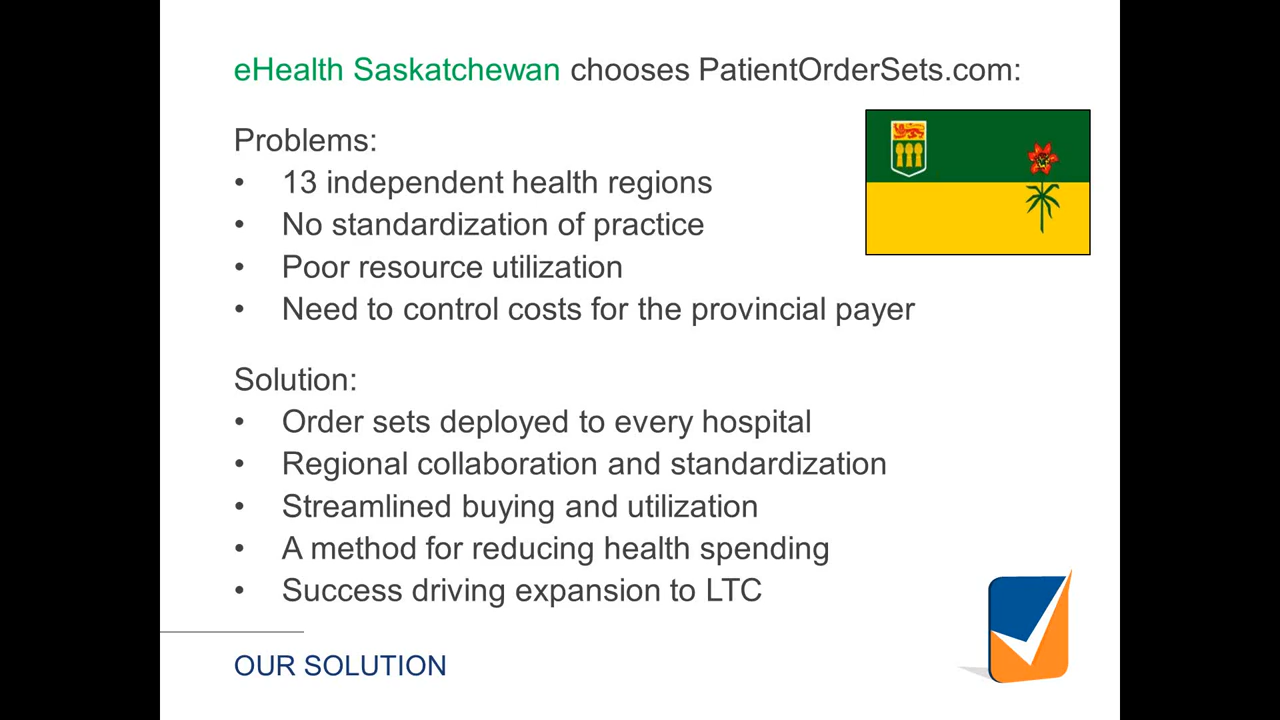 eHealth Saskatchewan chooses PatientOrderSets.com:
Problems:
• 13 independent health regions
• No standardization of practice
• Poor resource utilization
• Need to control costs for the provincial payer
Solution:
• Order sets deployed to every hospital
• Regional collaboration and standardization
• Streamlined buying and utilization
• A method for reducing health spending
• Success driving expansion to LTC
OUR SOLUTION